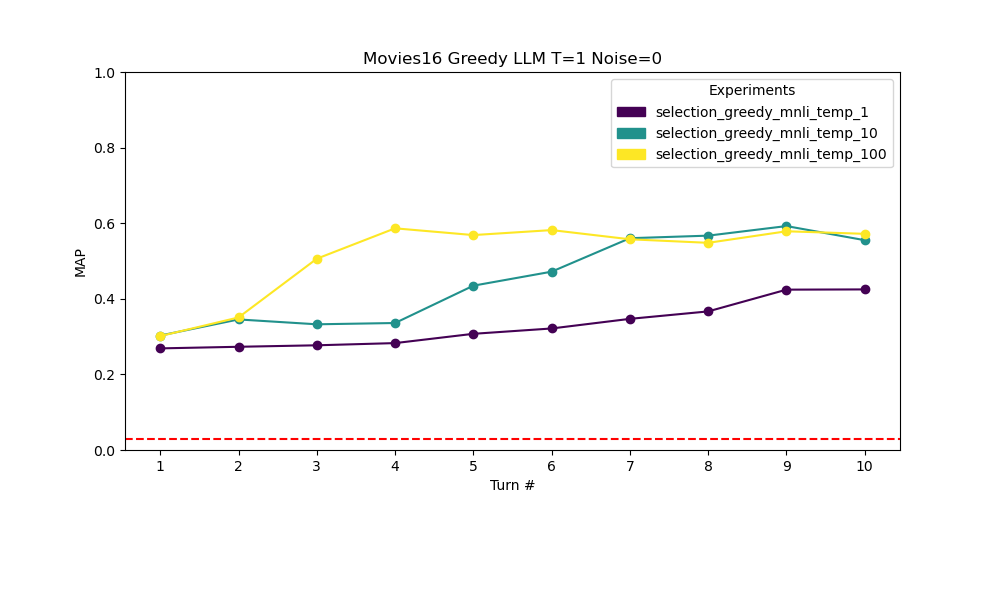 Movies16 Greedy LLM T=1 Noise=0
1.0
0.8
0.6
0.4
0.2
0.0
MAP
Experiments
selection_greedy_mnli_temp_1
selection_greedy_mnli_temp_10
selection_greedy_mnli_temp_100
1 2 3 4 5 6 7 8 9 10
Turn #